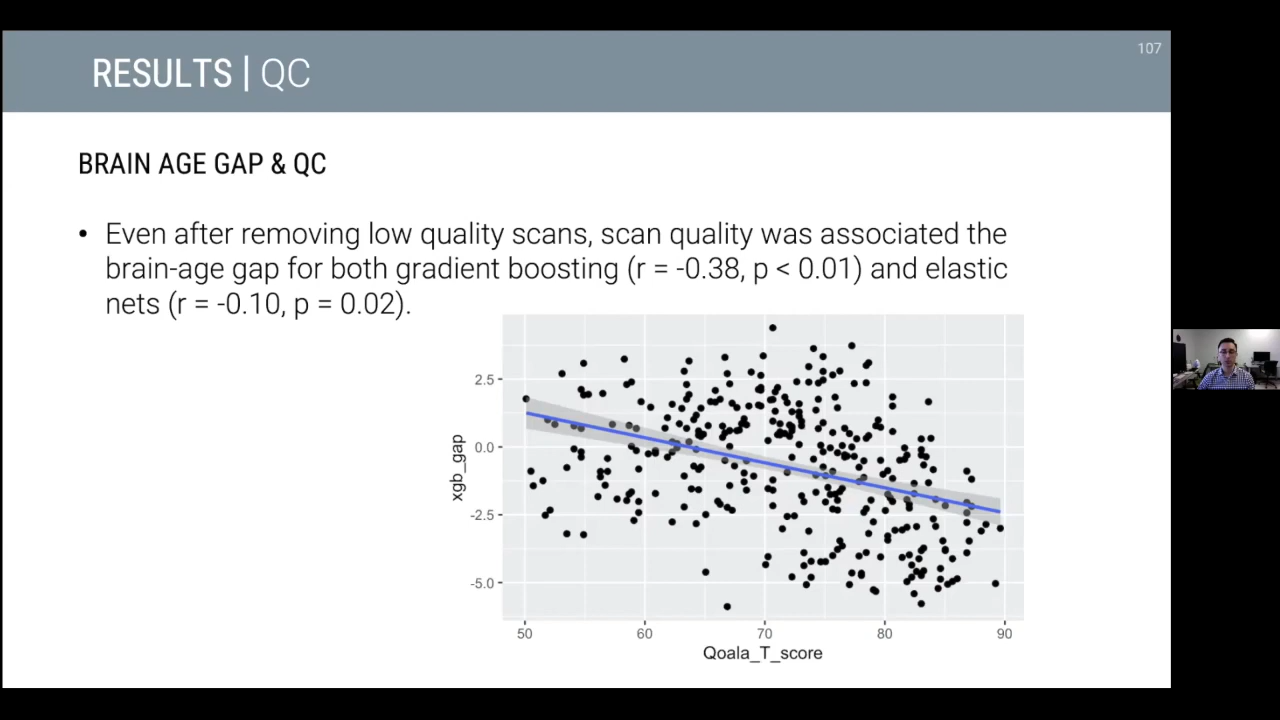 107
RESULTS | QC
BRAIN AGE GAP & QC
• Even after removing low quality scans, scan quality was associated the
brain-age gap for both gradient boosting (r = -0.38, p < 0.01) and elastic
nets (r = -0.10, p = 0.02).
2.5
0.0
-2.5
-5.0
xgb_gap
50 60 70 80 90
Qoala_T_score